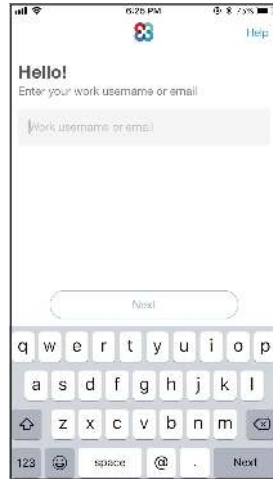 6:25 PM 75%
Help
Hello!
Enter your work username or email
Work username or email
Next
q w e r t y u i o p
a s d f g h j k l
z x c v b n m
123 space @ . Next